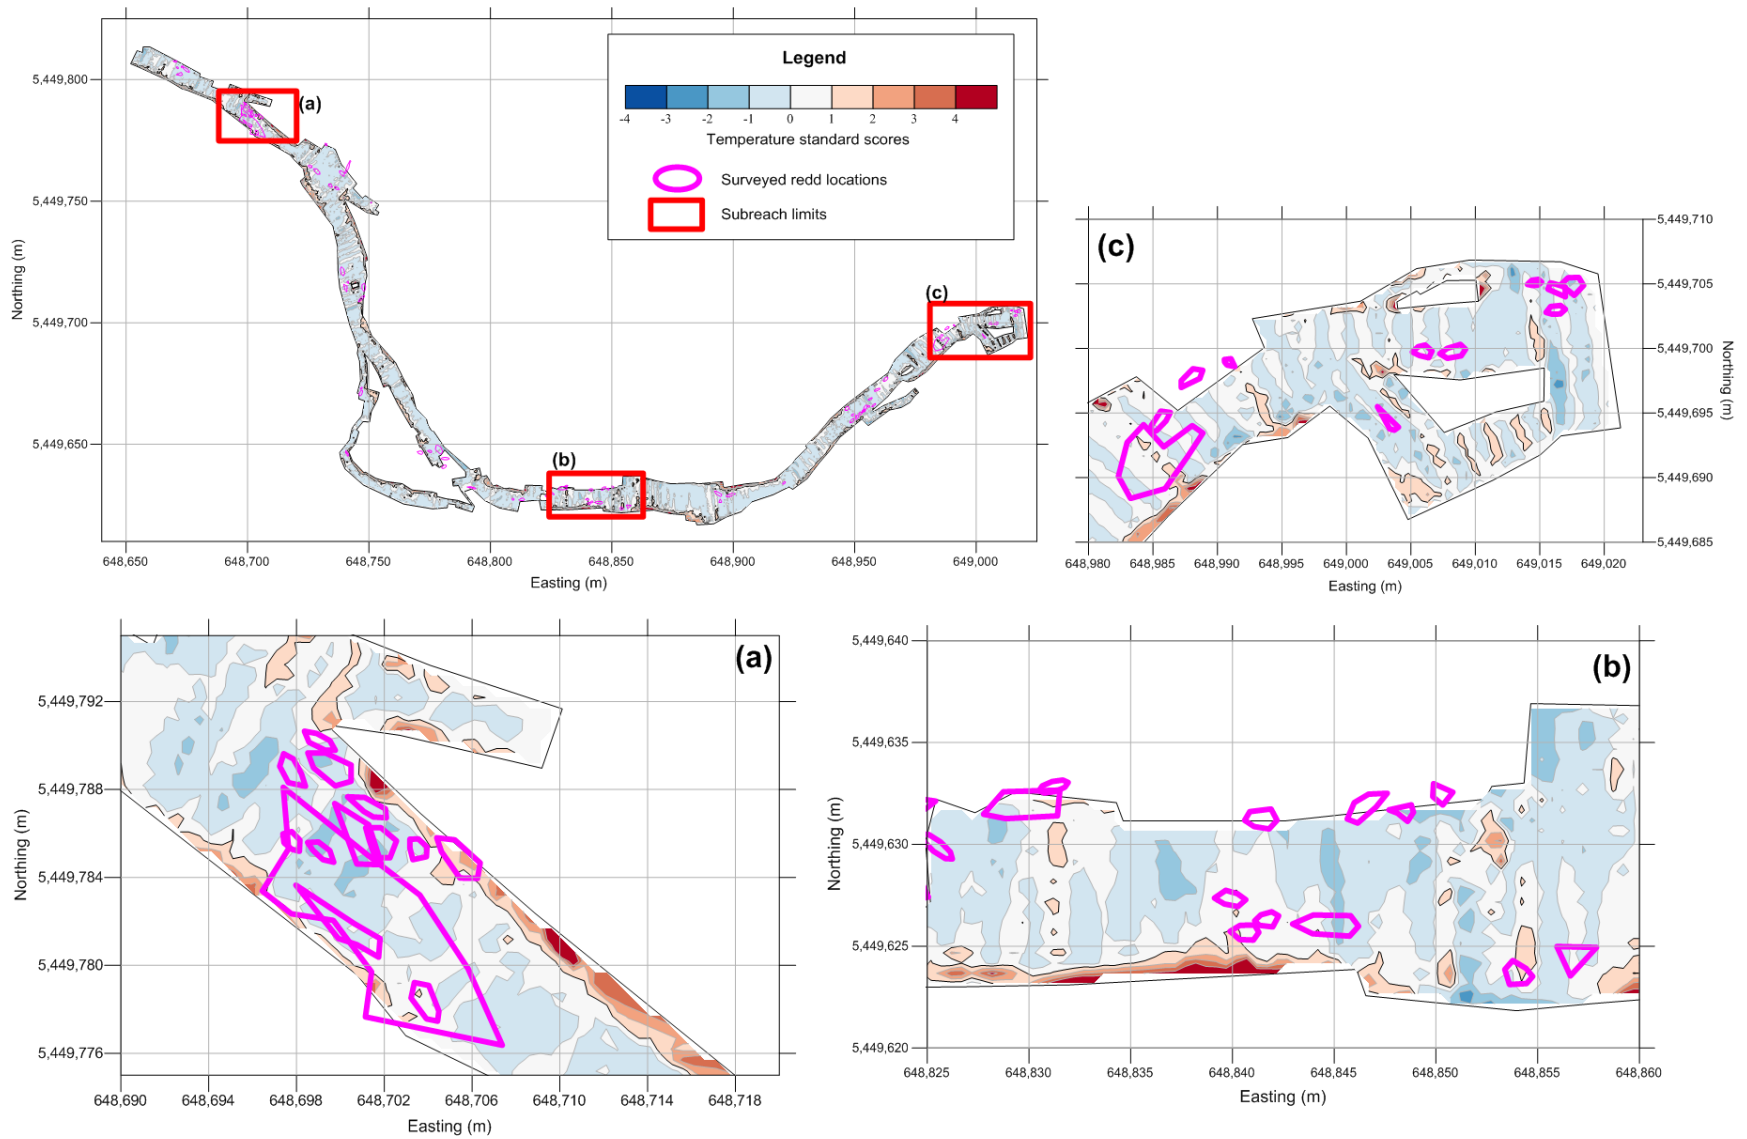 Legend
-4 -3 -2 -1 0 1 2 3 4
Temperature standard scores
Surveyed redd locations
Subreach limits
5,449,800
5,449,750
5,449,700
5,449,650
Northing (m)
(a)
(b)
(c)
648,650 648,700 648,750 648,800 648,850 648,900 648,950 649,000
Easting (m)
(c)
5,449,710
5,449,705
5,449,700
5,449,695
5,449,690
5,449,685
Northing (m)
648,980 648,985 648,990 648,995 649,000 649,005 649,010 649,015 649,020
Easting (m)
(a)
5,449,792
5,449,788
5,449,784
5,449,780
5,449,776
Northing (m)
648,690 648,694 648,698 648,702 648,706 648,710 648,714 648,718
Easting (m)
(b)
5,449,640
5,449,635
5,449,630
5,449,625
5,449,620
Northing (m)
648,825 648,830 648,835 648,840 648,845 648,850 648,855 648,860
Easting (m)